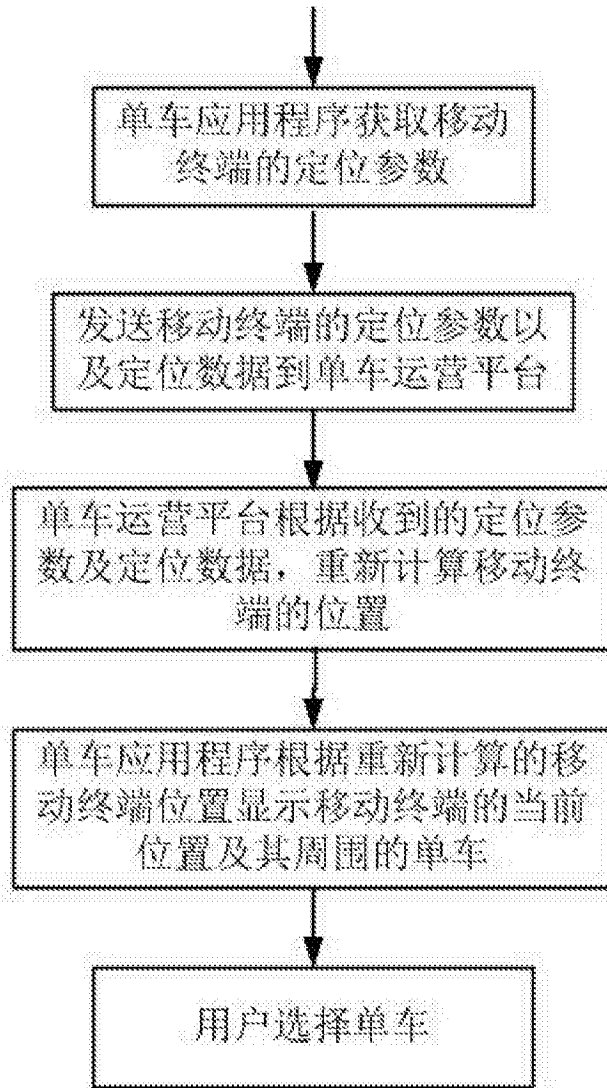 单车应用程序获取移动
终端的定位参数
发送移动终端的定位参数以
及定位数据到单车运营平台
单车运营平台根据收到的定位参
数及定位数据，重新计算移动终
端的位置
单车应用程序根据重新计算的移
动终端位置显示移动终端的当前
位置及其周围的单车
用户选择单车